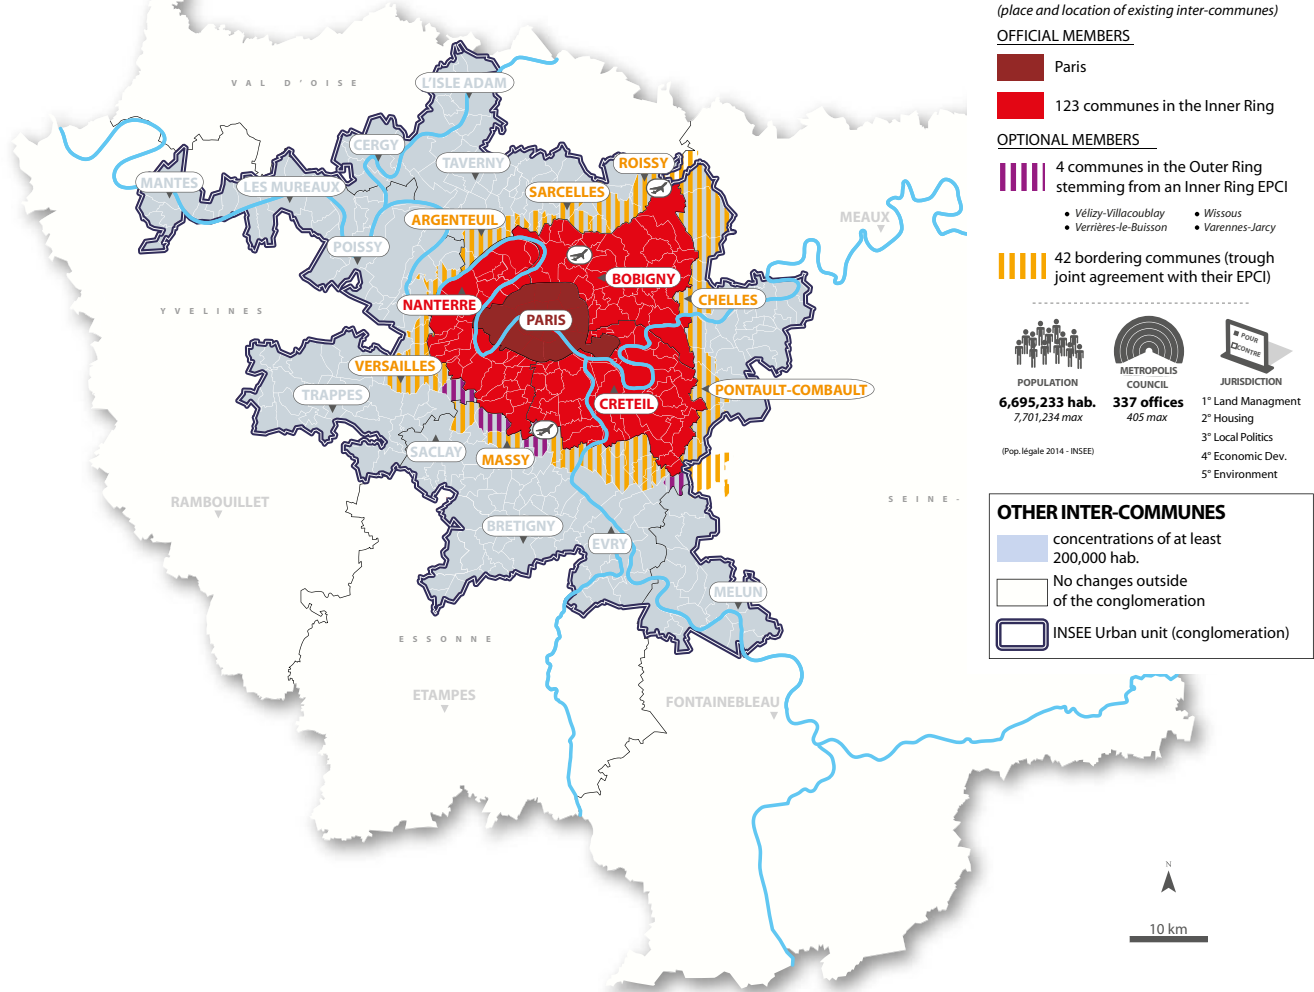 (place and location of existing inter-communes)
OFFICIAL MEMBERS
Paris
123 communes in the Inner Ring
OPTIONAL MEMBERS
4 communes in the Outer Ring
stemming from an Inner Ring EPCI
• Vélizy-Villacoublay
• Wissous
• Verrières-le-Buisson
• Varennes-Jarcy
42 bordering communes (trough
joint agreement with their EPCI)
POPULATION
6,695,233 hab.
7,701,234 max
(Pop. légale 2014 - INSEE)
METROPOLIS
COUNCIL
337 offices
405 max
POUR
CONTRE
JURISDICTION
1° Land Managment
2° Housing
3° Local Politics
4° Economic Dev.
5° Environment
OTHER INTER-COMMUNES
concentrations of at least
200,000 hab.
No changes outside
of the conglomeration
INSEE Urban unit (conglomeration)
VAL D'OISE
L'ISLE ADAM
CERGY
TAVERNY
ROISSY
MANTES
LES MUREAUX
SARCELLES
ARGENTEUIL
MEAUX
POISSY
BOBIGNY
NANTERRE
CHELLES
YVELINES
PARIS
VERSAILLES
PONTAULT-COMBAULT
TRAPPES
CRETEIL
SACLAY
MASSY
RAMBOUILLET
SEINE-
BRETIGNY
EVRY
MELUN
ESSONNE
ETAMPES
FONTAINEBLEAU
N
10 km